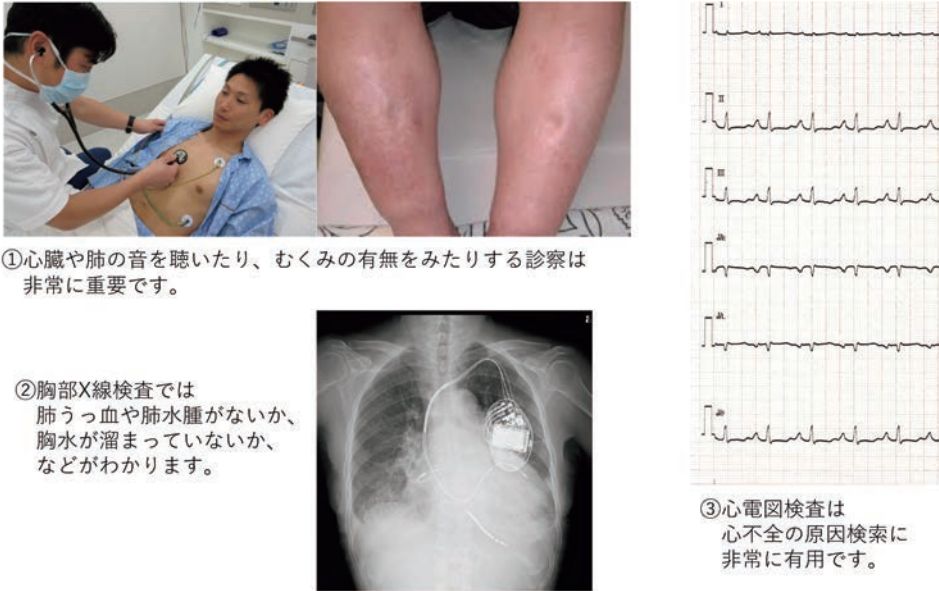 ①心臓や肺の音を聴いたり、むくみの有無をみたりする診察は
非常に重要です。
②胸部X線検査では
肺うっ血や肺水腫がないか、
胸水が溜まっていないか、
などがわかります。
I
II
III
③心電図検査は
心不全の原因検索に
非常に有用です。